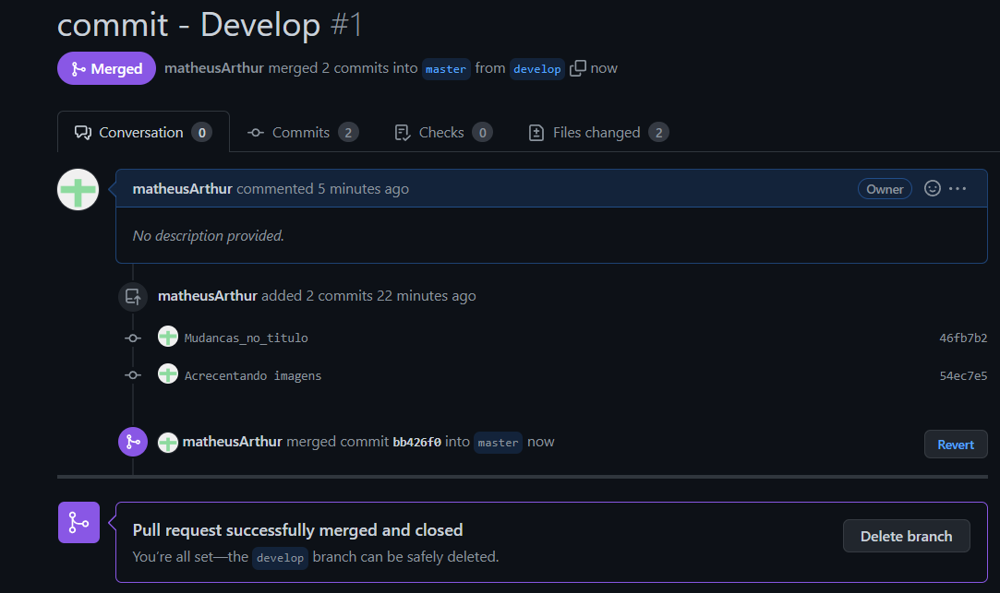 commit - Develop #1
Merged matheusArthur merged 2 commits into master from develop now
Conversation 0 Commits 2 Checks 0 Files changed 2
matheusArthur commented 5 minutes ago Owner
No description provided.
matheusArthur added 2 commits 22 minutes ago
Mudancas_no_titulo 46fb7b2
Acrecentando imagens 54ec7e5
matheusArthur merged commit bb426f0 into master now Revert
Pull request successfully merged and closed
You're all set—the develop branch can be safely deleted.
Delete branch